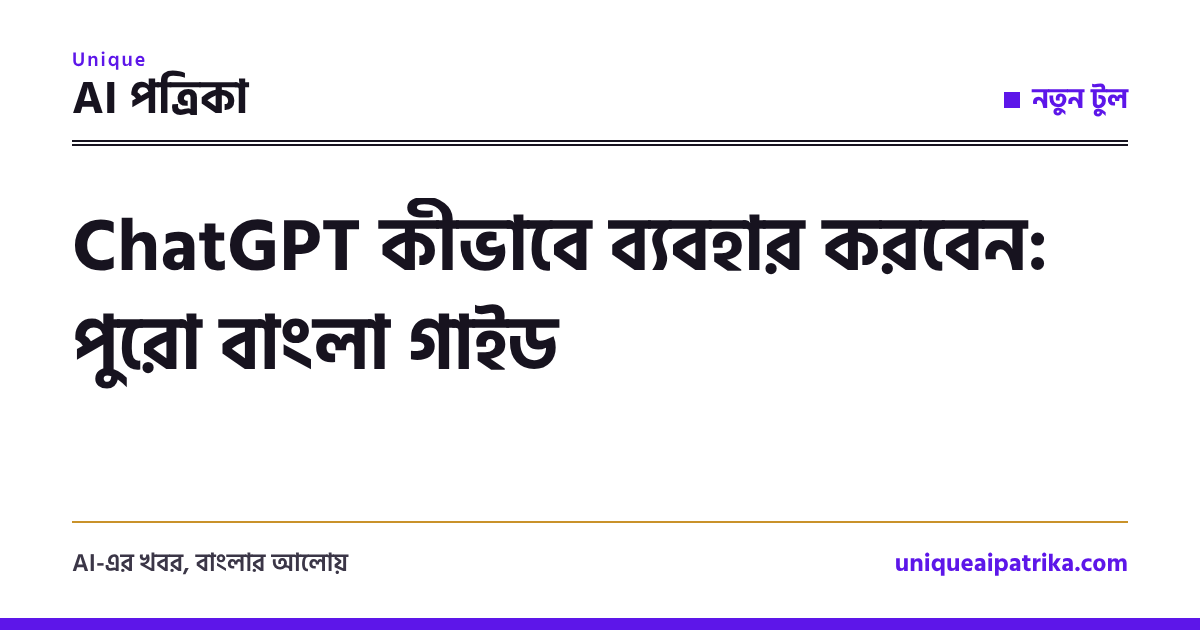 Unique
AI পত্রিকা
নতুন টুল
ChatGPT কীভাবে ব্যবহার করবেন:
পুরো বাংলা গাইড
AI-এর খবর, বাংলার আলোয়
uniqueaipatrika.com